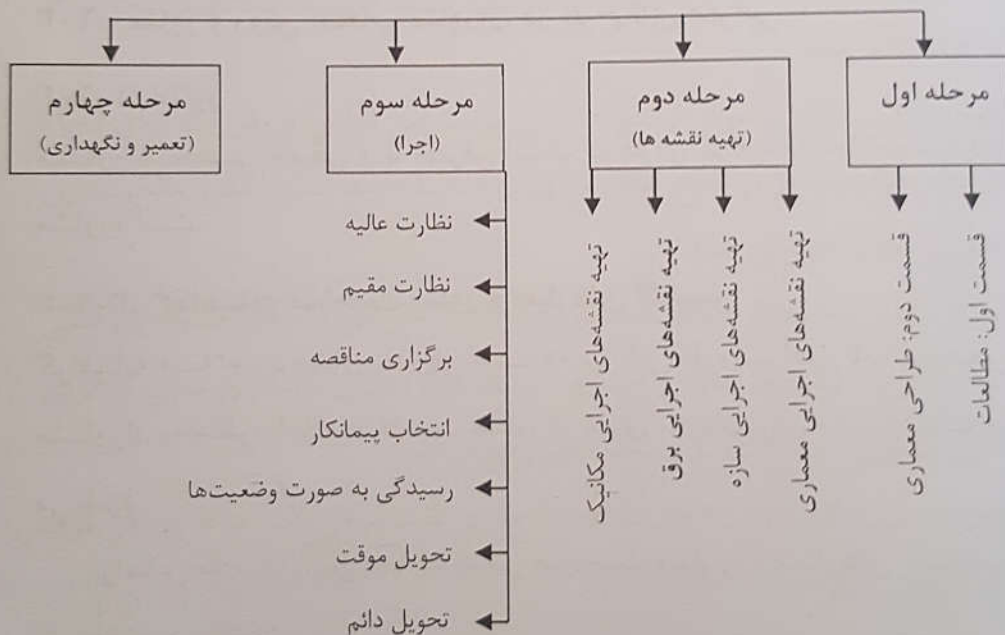 مرحله اول
قسمت اول: مطالعات
قسمت دوم: طراحی معماری
مرحله دوم
(تهیه نقشه ها)
تهیه نقشه‌های اجرایی معماری
تهیه نقشه‌های اجرایی سازه
تهیه نقشه‌های اجرایی برق
تهیه نقشه‌های اجرایی مکانیک
مرحله سوم
(اجرا)
نظارت عالیه
نظارت مقیم
برگزاری مناقصه
انتخاب پیمانکار
رسیدگی به صورت وضعیت‌ها
تحویل موقت
تحویل دائم
مرحله چهارم
(تعمیر و نگهداری)